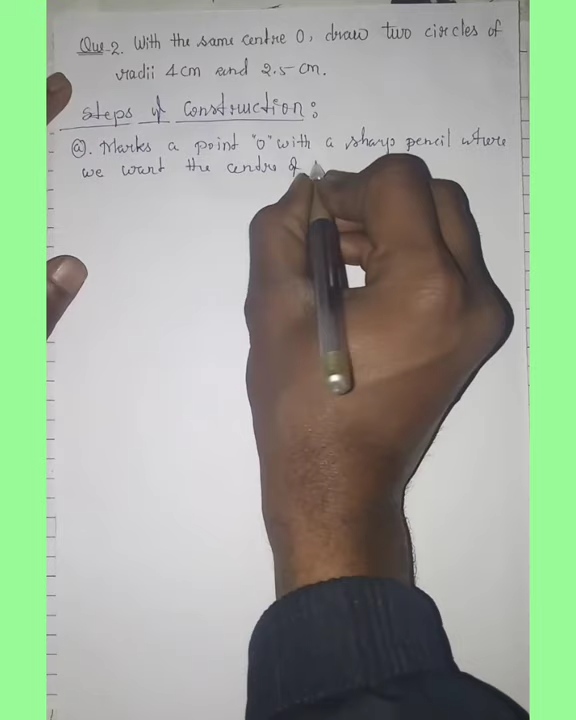 Que-2. With the same centre O, draw two circles of
radii 4cm and 2.5 cm.
Steps of Construction:
(a). Marks a point "O" with a sharp pencil where
we want the centre of